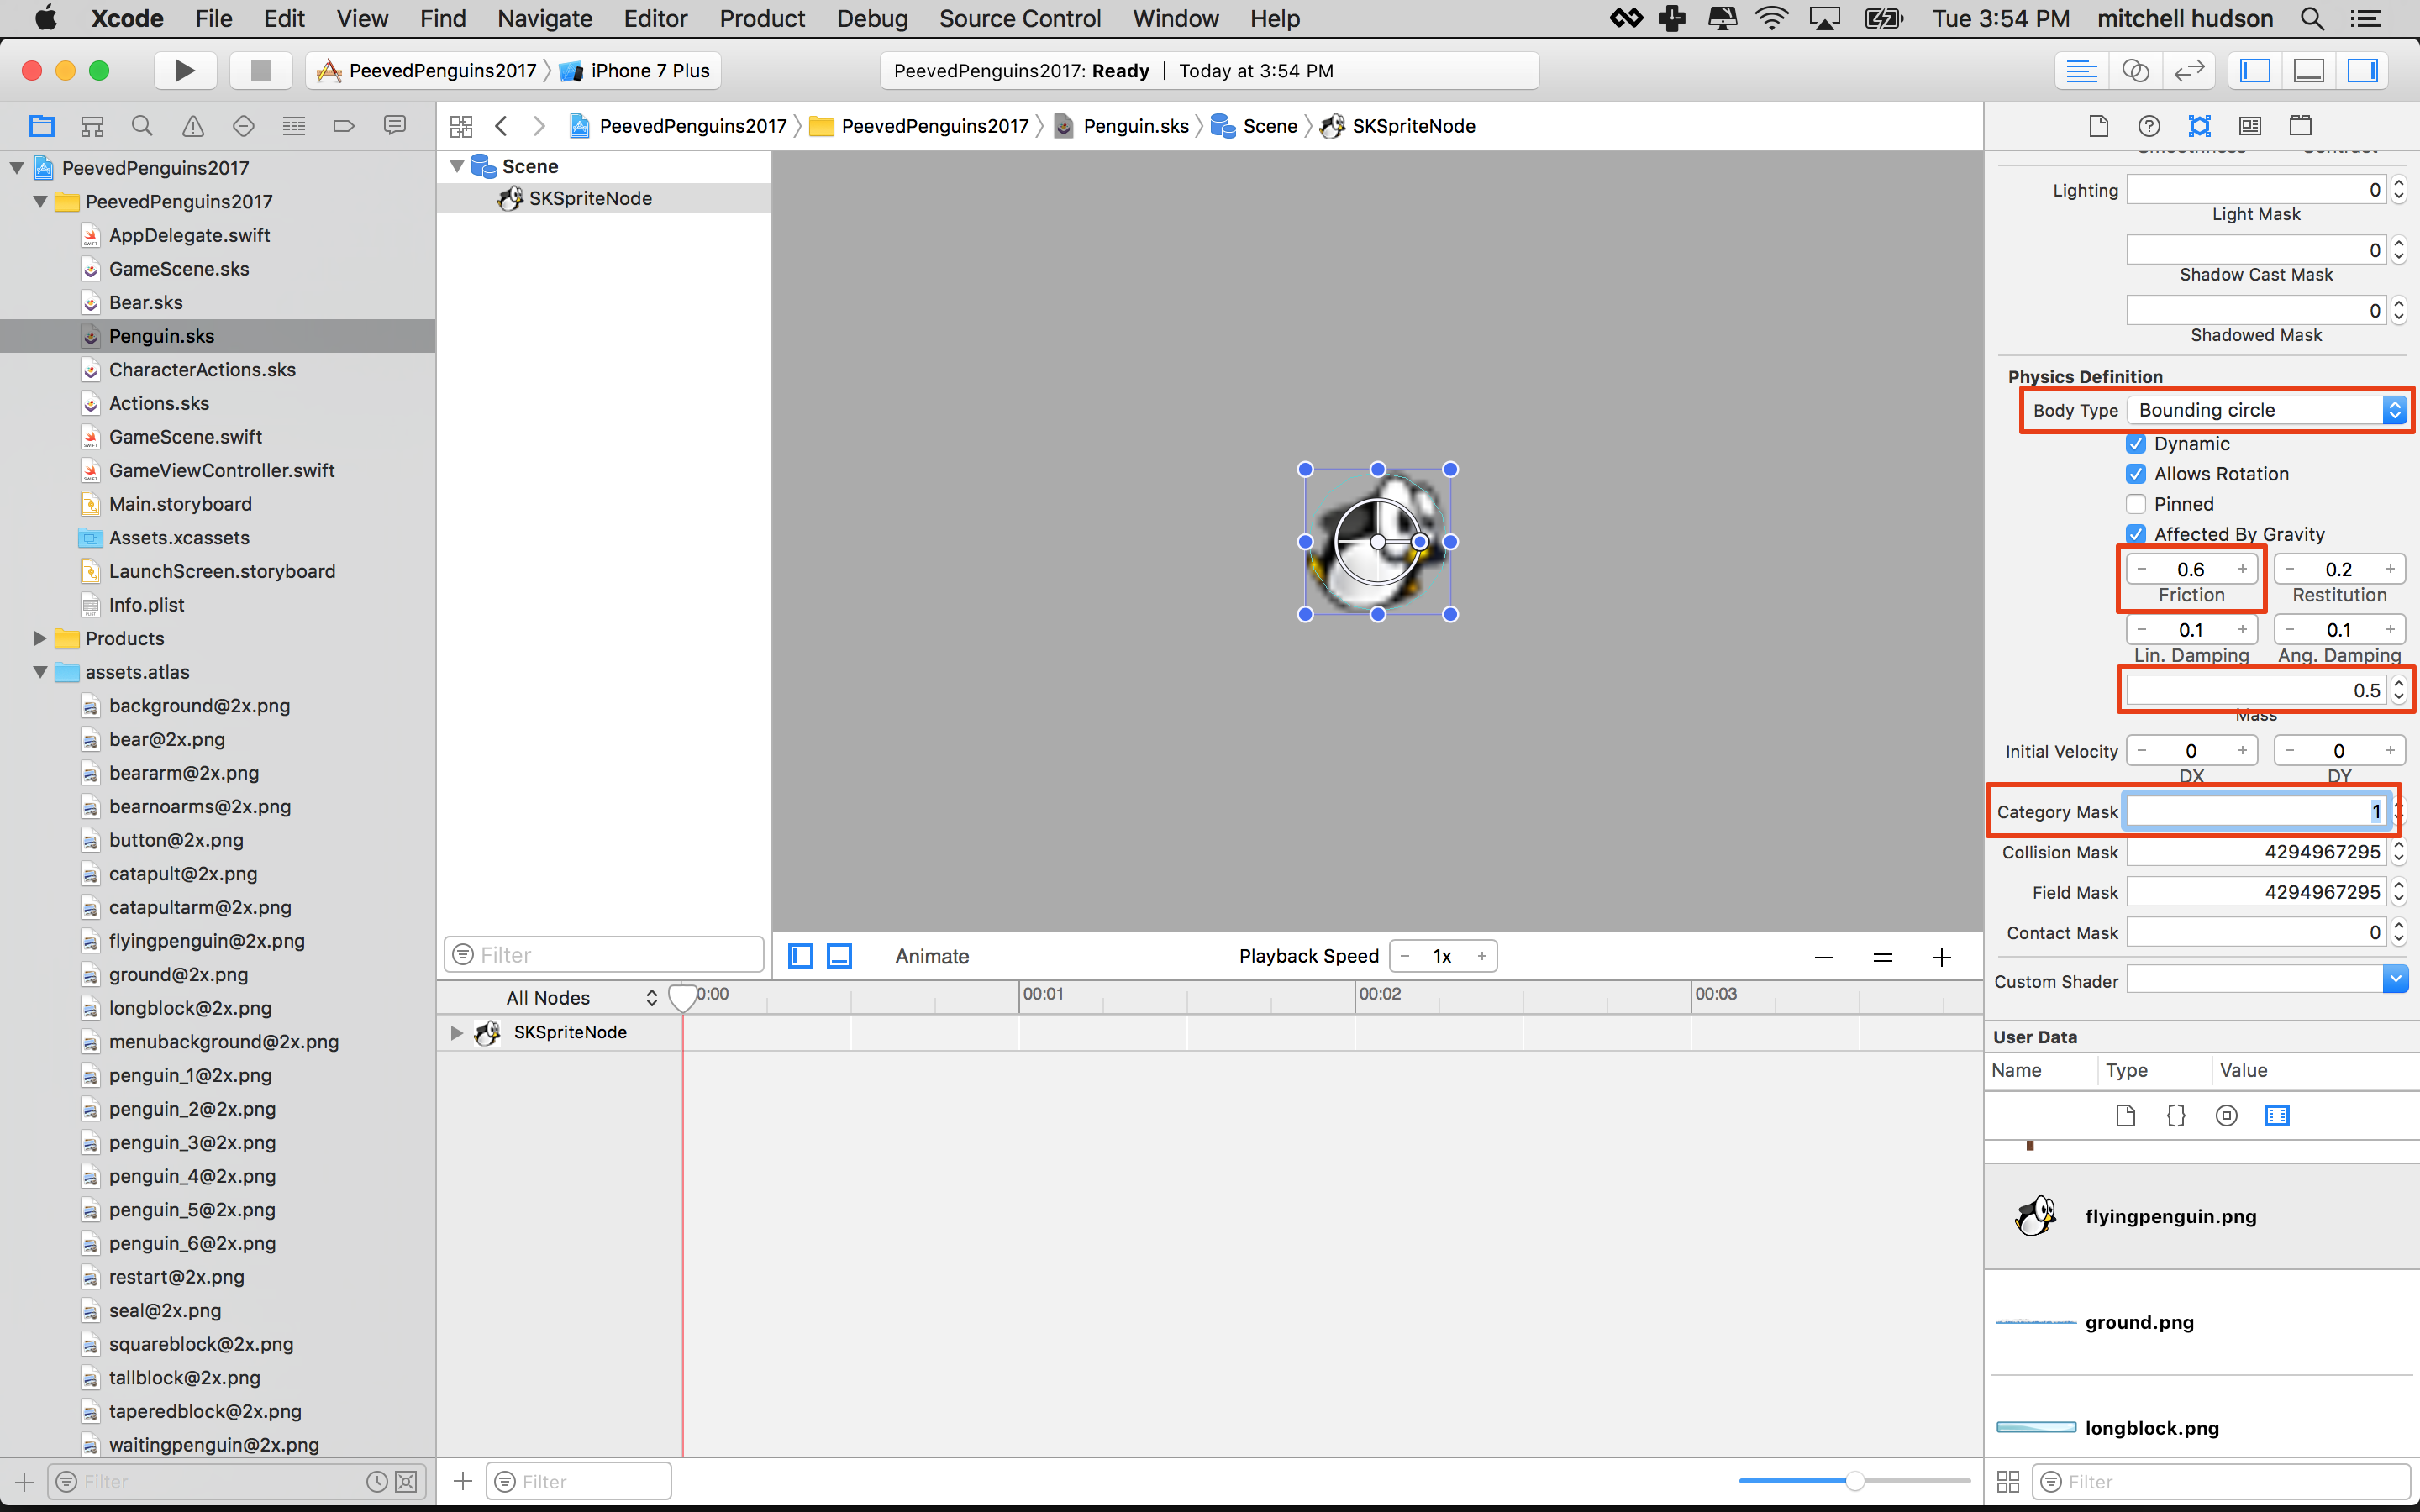 Xcode File Edit View Find Navigate Editor Product Debug Source Control Window Help Tue 3:54 PM mitchell hudson
PeevedPenguins2017 iPhone 7 Plus
PeevedPenguins2017: Ready | Today at 3:54 PM
PeevedPenguins2017 PeevedPenguins2017 Penguin.sks Scene SKSpriteNode
PeevedPenguins2017
PeevedPenguins2017
AppDelegate.swift
GameScene.sks
Bear.sks
Penguin.sks
CharacterActions.sks
Actions.sks
GameScene.swift
GameViewController.swift
Main.storyboard
Assets.xcassets
LaunchScreen.storyboard
Info.plist
Products
assets.atlas
background@2x.png
bear@2x.png
beararm@2x.png
bearnoarms@2x.png
button@2x.png
catapult@2x.png
catapultarm@2x.png
flyingpenguin@2x.png
ground@2x.png
longblock@2x.png
menubackground@2x.png
penguin_1@2x.png
penguin_2@2x.png
penguin_3@2x.png
penguin_4@2x.png
penguin_5@2x.png
penguin_6@2x.png
restart@2x.png
seal@2x.png
squareblock@2x.png
tallblock@2x.png
taperedblock@2x.png
waitingpenguin@2x.png
Filter
Scene
SKSpriteNode
Filter
Animate
Playback Speed - 1x +
All Nodes 0:00 00:01 00:02 00:03
SKSpriteNode
Filter
Smoothness Contrast
Lighting 0
Light Mask
0
Shadow Cast Mask
0
Shadowed Mask
Physics Definition
Body Type Bounding circle
Dynamic
Allows Rotation
Pinned
Affected By Gravity
- 0.6 + - 0.2 +
Friction Restitution
- 0.1 + - 0.1 +
Lin. Damping Ang. Damping
0.5
Mass
Initial Velocity - 0 + - 0 +
DX DY
Category Mask 1
Collision Mask 4294967295
Field Mask 4294967295
Contact Mask 0
Custom Shader
User Data
Name Type Value
flyingpenguin.png
ground.png
longblock.png
Filter